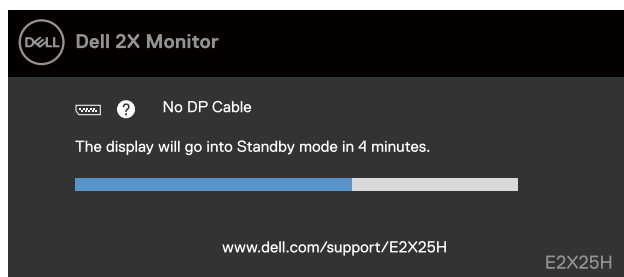 DELL Dell 2X Monitor
? No DP Cable
The display will go into Standby mode in 4 minutes.
www.dell.com/support/E2X25H
E2X25H